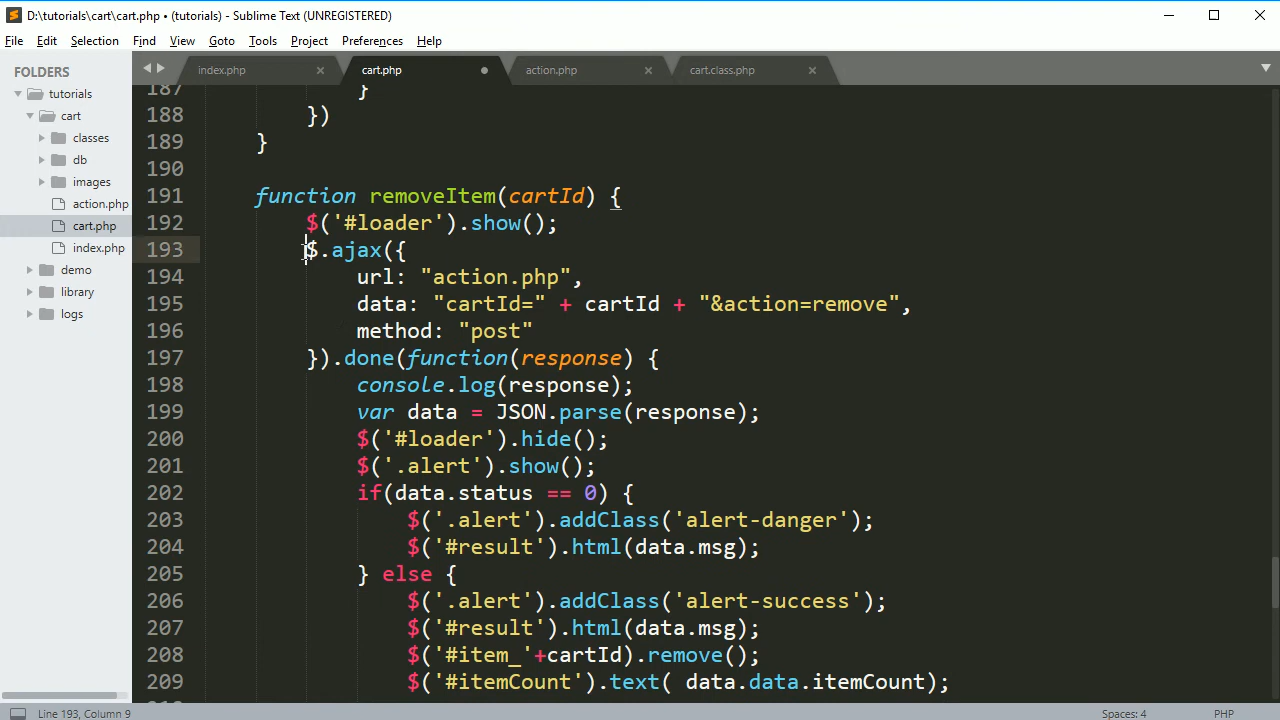 D:\tutorials\cart\cart.php • (tutorials) - Sublime Text (UNREGISTERED)
File Edit Selection Find View Goto Tools Project Preferences Help
FOLDERS
tutorials
cart
classes
db
images
action.php
cart.php
index.php
demo
library
logs
index.php cart.php action.php cart.class.php
187 }
188 })
189 }
190
191 function removeItem(cartId) {
192 $('#loader').show();
193 $.ajax({
194 url: "action.php",
195 data: "cartId=" + cartId + "&action=remove",
196 method: "post"
197 }).done(function(response) {
198 console.log(response);
199 var data = JSON.parse(response);
200 $('#loader').hide();
201 $('.alert').show();
202 if(data.status == 0) {
203 $('.alert').addClass('alert-danger');
204 $('#result').html(data.msg);
205 } else {
206 $('.alert').addClass('alert-success');
207 $('#result').html(data.msg);
208 $('#item_'+cartId).remove();
209 $('#itemCount').text( data.data.itemCount);
Line 193, Column 9 Spaces: 4 PHP